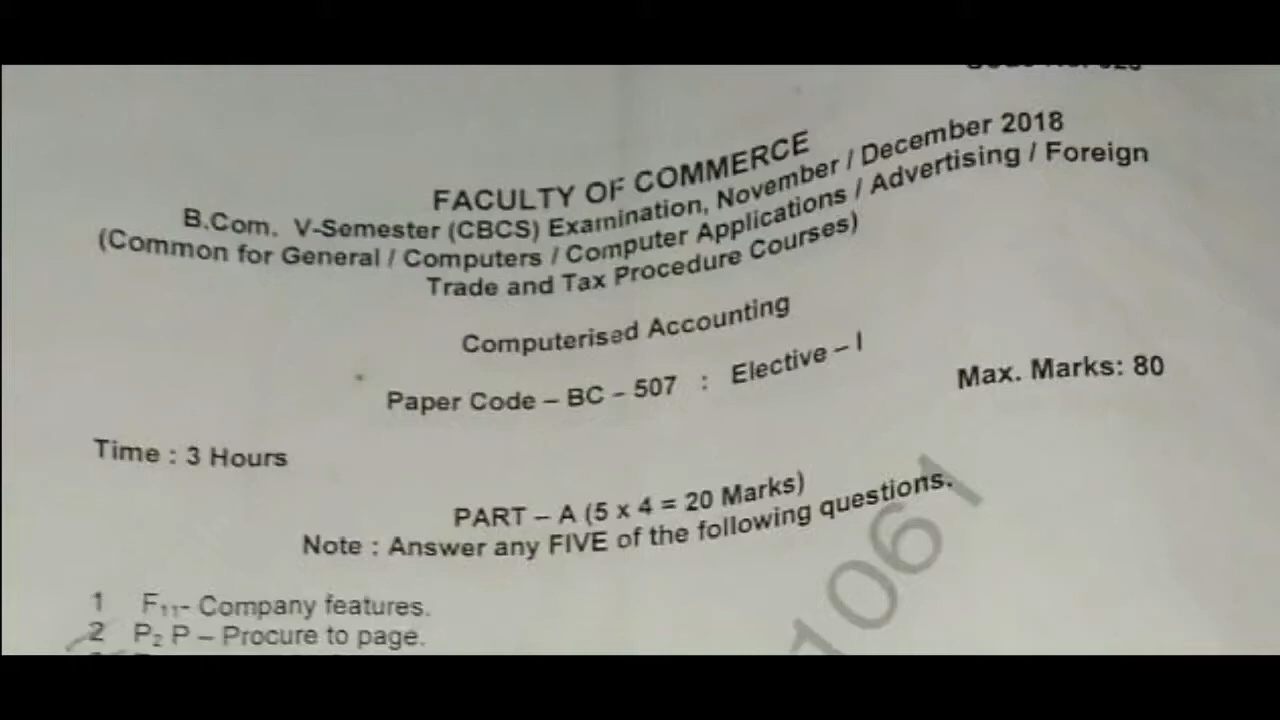 FACULTY OF COMMERCE
B.Com. V-Semester (CBCS) Examination, November / December 2018
(Common for General / Computers / Computer Applications / Advertising / Foreign
Trade and Tax Procedure Courses)
Computerised Accounting
Paper Code – BC – 507 : Elective – I
Max. Marks: 80
Time : 3 Hours
PART – A (5 x 4 = 20 Marks)
Note : Answer any FIVE of the following questions.
1061
1 F₁₁- Company features.
2 P₂ P – Procure to page.